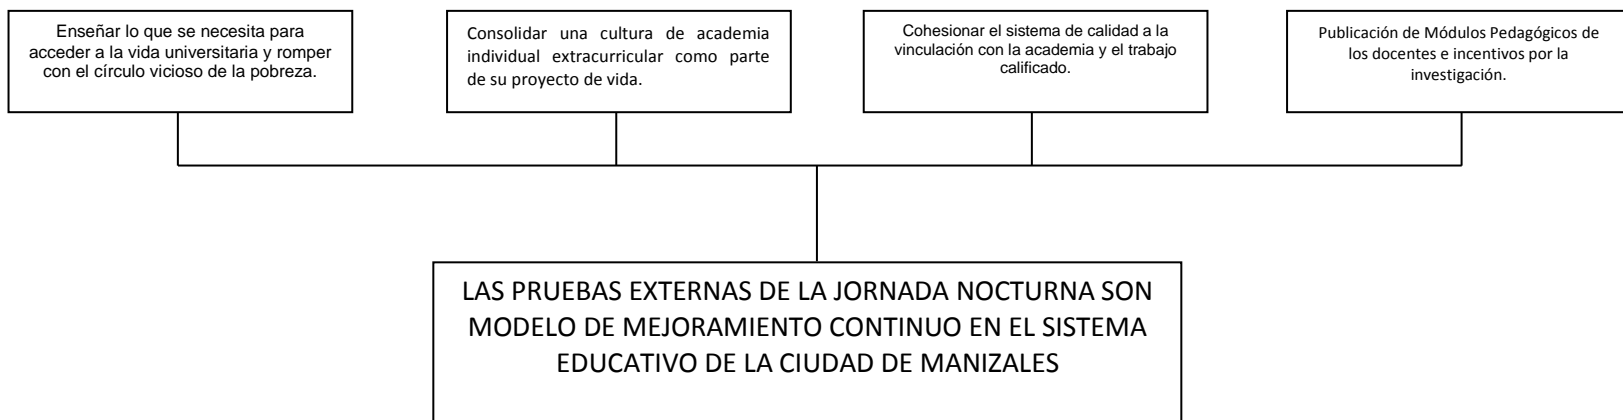 Enseñar lo que se necesita para
acceder a la vida universitaria y romper
con el círculo vicioso de la pobreza.
Consolidar una cultura de academia
individual extracurricular como parte
de su proyecto de vida.
Cohesionar el sistema de calidad a la
vinculación con la academia y el trabajo
calificado.
Publicación de Módulos Pedagógicos de
los docentes e incentivos por la
investigación.
LAS PRUEBAS EXTERNAS DE LA JORNADA NOCTURNA SON
MODELO DE MEJORAMIENTO CONTINUO EN EL SISTEMA
EDUCATIVO DE LA CIUDAD DE MANIZALES